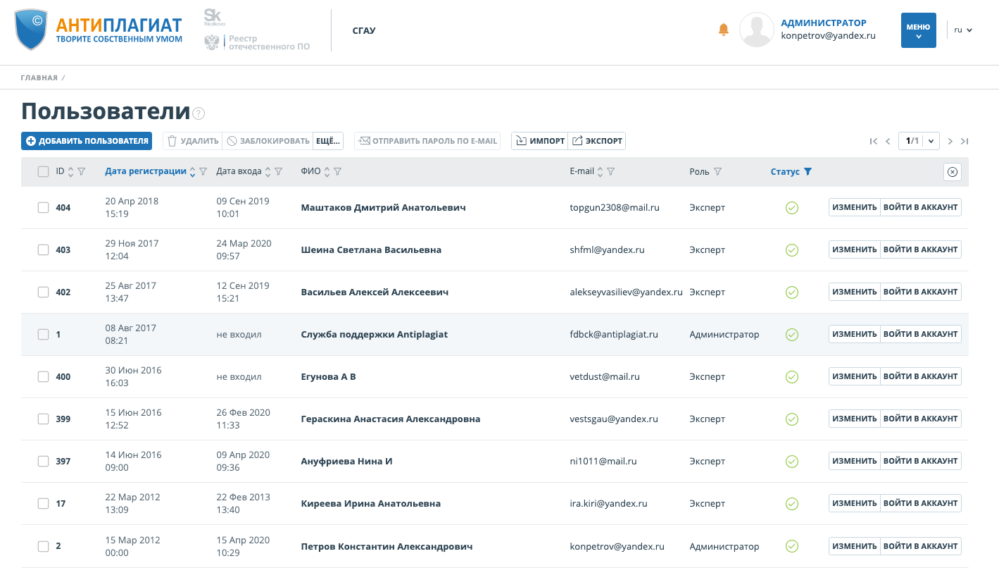 АНТИПЛАГИАТ
ТВОРИТЕ СОБСТВЕННЫМ УМОМ
Sk
Skolkovo
Реестр
отечественного ПО
СГАУ
АДМИНИСТРАТОР
konpetrov@yandex.ru
МЕНЮ
ru
ГЛАВНАЯ /
Пользователи ?
ДОБАВИТЬ ПОЛЬЗОВАТЕЛЯ УДАЛИТЬ ЗАБЛОКИРОВАТЬ ЕЩЁ... ОТПРАВИТЬ ПАРОЛЬ ПО E-MAIL ИМПОРТ ЭКСПОРТ 1/1
ID Дата регистрации Дата входа ФИО E-mail Роль Статус
404 20 Апр 2018 15:19 09 Сен 2019 10:01 Маштаков Дмитрий Анатольевич topgun2308@mail.ru Эксперт ИЗМЕНИТЬ ВОЙТИ В АККАУНТ
403 29 Ноя 2017 12:04 24 Мар 2020 09:57 Шеина Светлана Васильевна shfml@yandex.ru Эксперт ИЗМЕНИТЬ ВОЙТИ В АККАУНТ
402 25 Авг 2017 13:47 12 Сен 2019 15:21 Васильев Алексей Алексеевич alekseyvasiliev@yandex.ru Эксперт ИЗМЕНИТЬ ВОЙТИ В АККАУНТ
1 08 Авг 2017 08:21 не входил Служба поддержки Antiplagiat fdbck@antiplagiat.ru Администратор ИЗМЕНИТЬ ВОЙТИ В АККАУНТ
400 30 Июн 2016 16:03 не входил Егунова А В vetdust@mail.ru Эксперт ИЗМЕНИТЬ ВОЙТИ В АККАУНТ
399 15 Июн 2016 12:52 26 Фев 2020 11:33 Гераскина Анастасия Александровна vestsgau@yandex.ru Эксперт ИЗМЕНИТЬ ВОЙТИ В АККАУНТ
397 14 Июн 2016 09:00 09 Апр 2020 09:36 Ануфриева Нина И ni1011@mail.ru Эксперт ИЗМЕНИТЬ ВОЙТИ В АККАУНТ
17 22 Мар 2012 13:09 22 Фев 2013 13:40 Киреева Ирина Анатольевна ira.kiri@yandex.ru Эксперт ИЗМЕНИТЬ ВОЙТИ В АККАУНТ
2 15 Мар 2012 00:00 15 Апр 2020 10:29 Петров Константин Александрович konpetrov@yandex.ru Администратор ИЗМЕНИТЬ ВОЙТИ В АККАУНТ